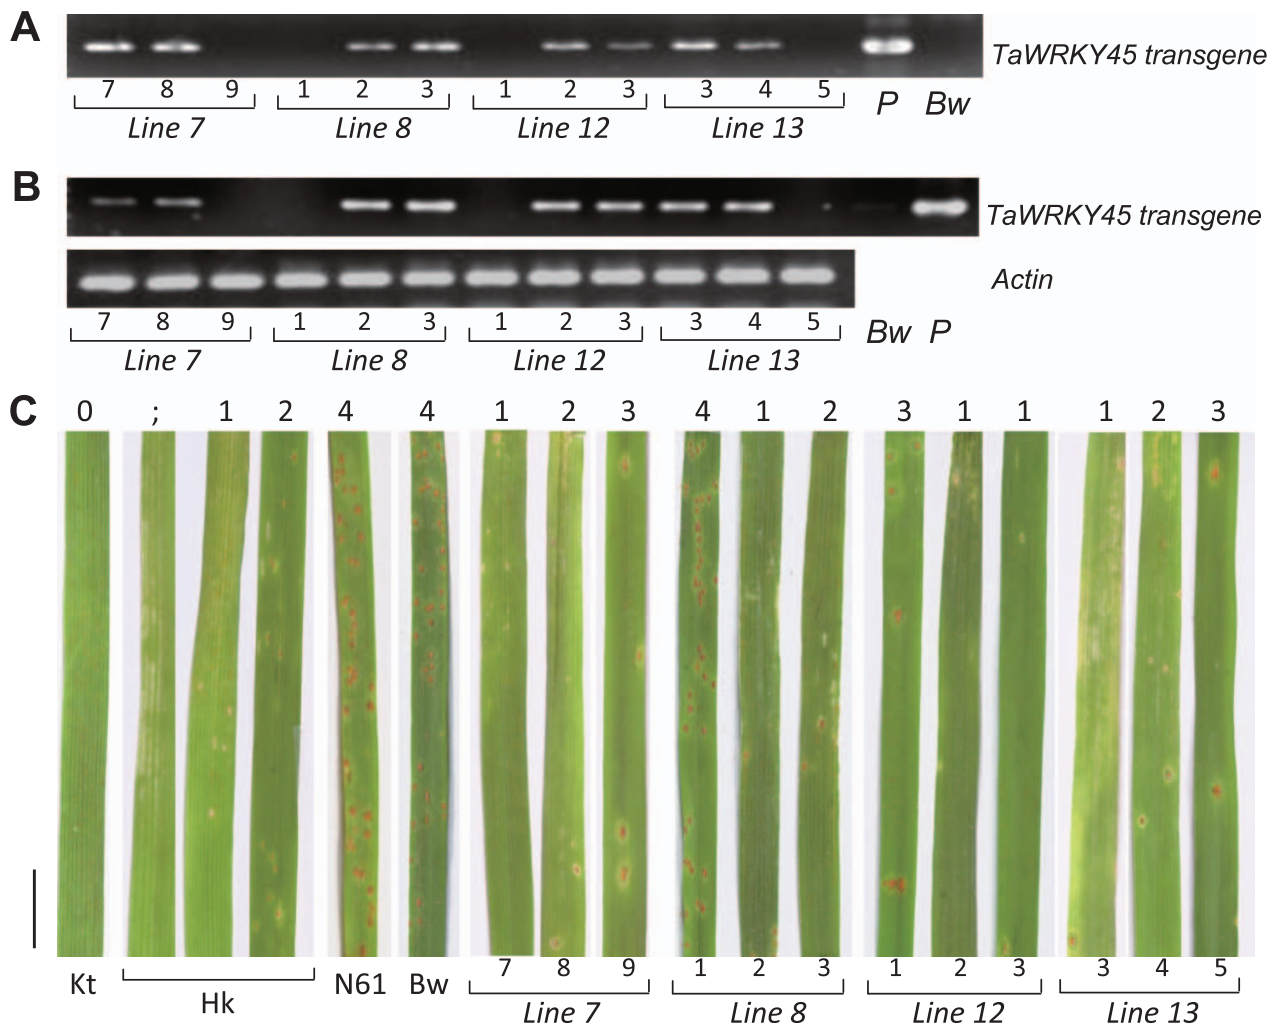 A
TaWRKY45 transgene
7 8 9 1 2 3 1 2 3 3 4 5 P Bw
Line 7 Line 8 Line 12 Line 13
B
TaWRKY45 transgene
Actin
7 8 9 1 2 3 1 2 3 3 4 5 Bw P
Line 7 Line 8 Line 12 Line 13
C 0 ; 1 2 4 4 1 2 3 4 1 2 3 1 1 1 2 3
7 8 9 1 2 3 1 2 3 3 4 5
Kt Hk N61 Bw Line 7 Line 8 Line 12 Line 13